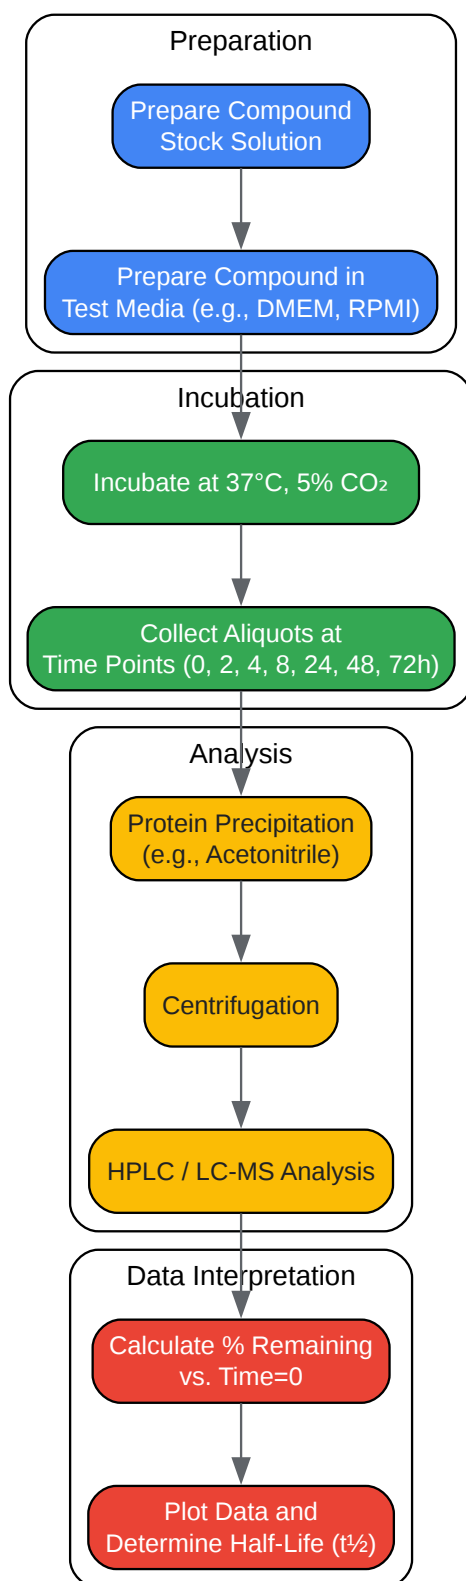 Preparation
Prepare Compound
Stock Solution
Prepare Compound in
Test Media (e.g., DMEM, RPMI)
Incubation
Incubate at 37°C, 5% CO₂
Collect Aliquots at
Time Points (0, 2, 4, 8, 24, 48, 72h)
Analysis
Protein Precipitation
(e.g., Acetonitrile)
Centrifugation
HPLC / LC-MS Analysis
Data Interpretation
Calculate % Remaining
vs. Time=0
Plot Data and
Determine Half-Life (t½)